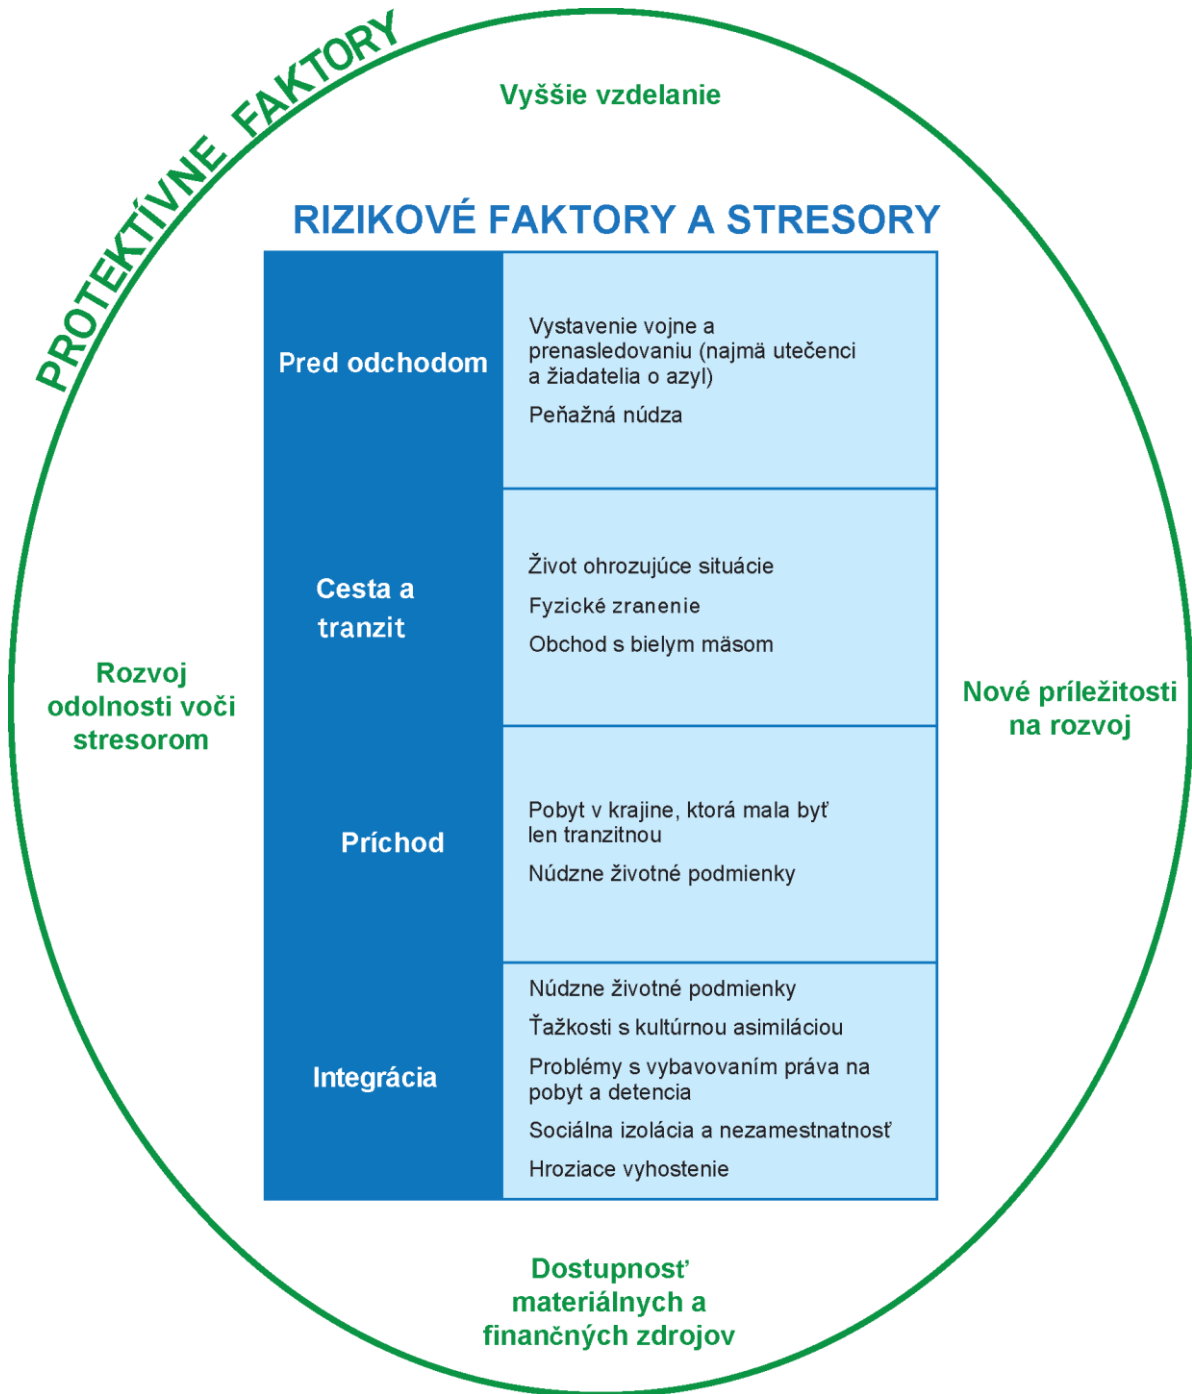 PROTEKTÍVNE FAKTORY
Vyššie vzdelanie
RIZIKOVÉ FAKTORY A STRESORY
Pred odchodom
Vystavenie vojne a
prenasledovaniu (najmä utečenci
a žiadatelia o azyl)
Peňažná núdza
Cesta a
tranzit
Život ohrozujúce situácie
Fyzické zranenie
Obchod s bielym mäsom
Rozvoj
odolnosti voči
stresorom
Nové príležitosti
na rozvoj
Príchod
Pobyt v krajine, ktorá mala byť
len tranzitnou
Núdzne životné podmienky
Integrácia
Núdzne životné podmienky
Ťažkosti s kultúrnou asimiláciou
Problémy s vybavovaním práva na
pobyt a detencia
Sociálna izolácia a nezamestnatnosť
Hroziace vyhostenie
Dostupnosť
materiálnych a
finančných zdrojov